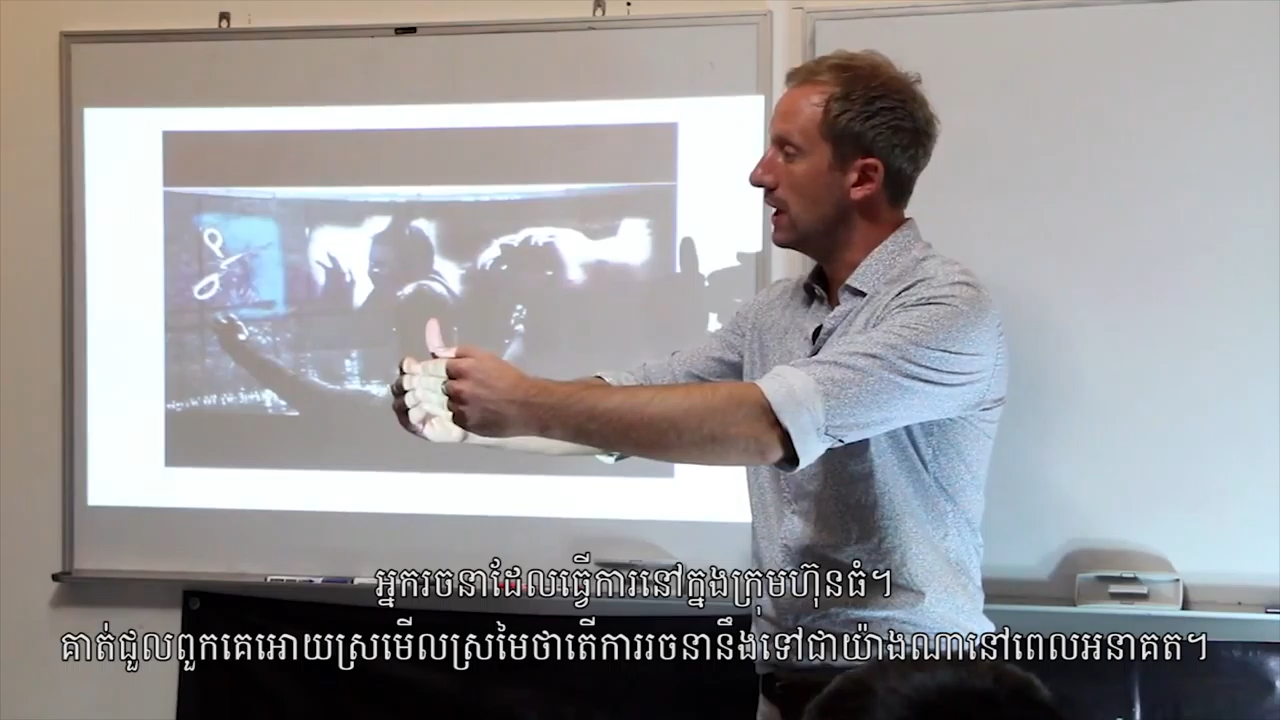 អ្នករចនាដែលធ្វើការនៅក្នុងក្រុមហ៊ុនធំ។
គាត់ជួលពួកគេអោយស្រមើលស្រមៃថាតើការរចនានឹងទៅជាយ៉ាងណានៅពេលអនាគត។